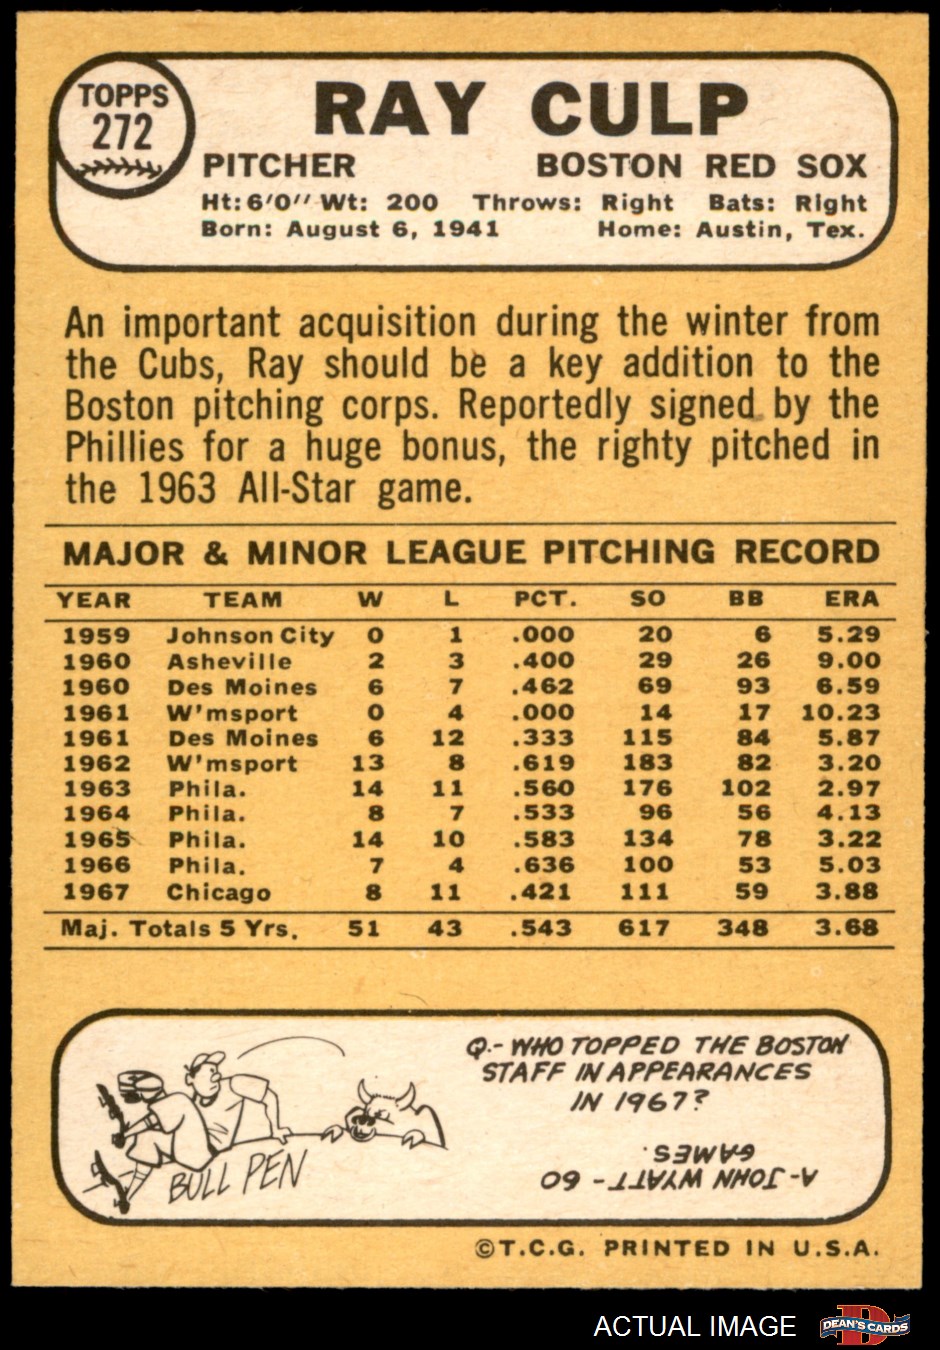 TOPPS
272
RAY CULP
PITCHER BOSTON RED SOX
Ht: 6'0" Wt: 200 Throws: Right Bats: Right
Born: August 6, 1941 Home: Austin, Tex.
An important acquisition during the winter from
the Cubs, Ray should be a key addition to the
Boston pitching corps. Reportedly signed by the
Phillies for a huge bonus, the righty pitched in
the 1963 All-Star game.
MAJOR & MINOR LEAGUE PITCHING RECORD
YEAR TEAM W L PCT. SO BB ERA
1959 Johnson City 0 1 .000 20 6 5.29
1960 Asheville 2 3 .400 29 26 9.00
1960 Des Moines 6 7 .462 69 93 6.59
1961 W'msport 0 4 .000 14 17 10.23
1961 Des Moines 6 12 .333 115 84 5.87
1962 W'msport 13 8 .619 183 82 3.20
1963 Phila. 14 11 .560 176 102 2.97
1964 Phila. 8 7 .533 96 56 4.13
1965 Phila. 14 10 .583 134 78 3.22
1966 Phila. 7 4 .636 100 53 5.03
1967 Chicago 8 11 .421 111 59 3.88
Maj. Totals 5 Yrs. 51 43 .543 617 348 3.68
BULL PEN
Q.- WHO TOPPED THE BOSTON
STAFF IN APPEARANCES
IN 1967?
A- JOHN WYATT - 60
GAMES.
©T.C.G. PRINTED IN U.S.A.
ACTUAL IMAGE
D
DEAN'S CARDS